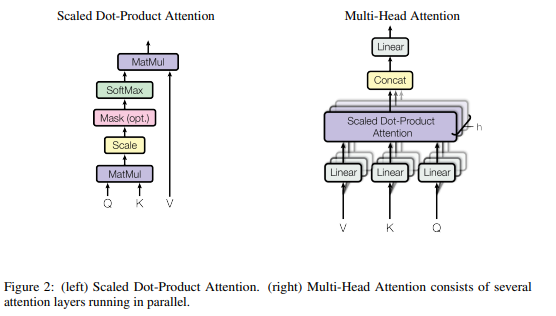 Scaled Dot-Product Attention
MatMul
SoftMax
Mask (opt.)
Scale
MatMul
Q K V
Multi-Head Attention
Linear
Concat
Scaled Dot-Product
Attention
h
Linear Linear Linear
V K Q
Figure 2: (left) Scaled Dot-Product Attention. (right) Multi-Head Attention consists of several
attention layers running in parallel.